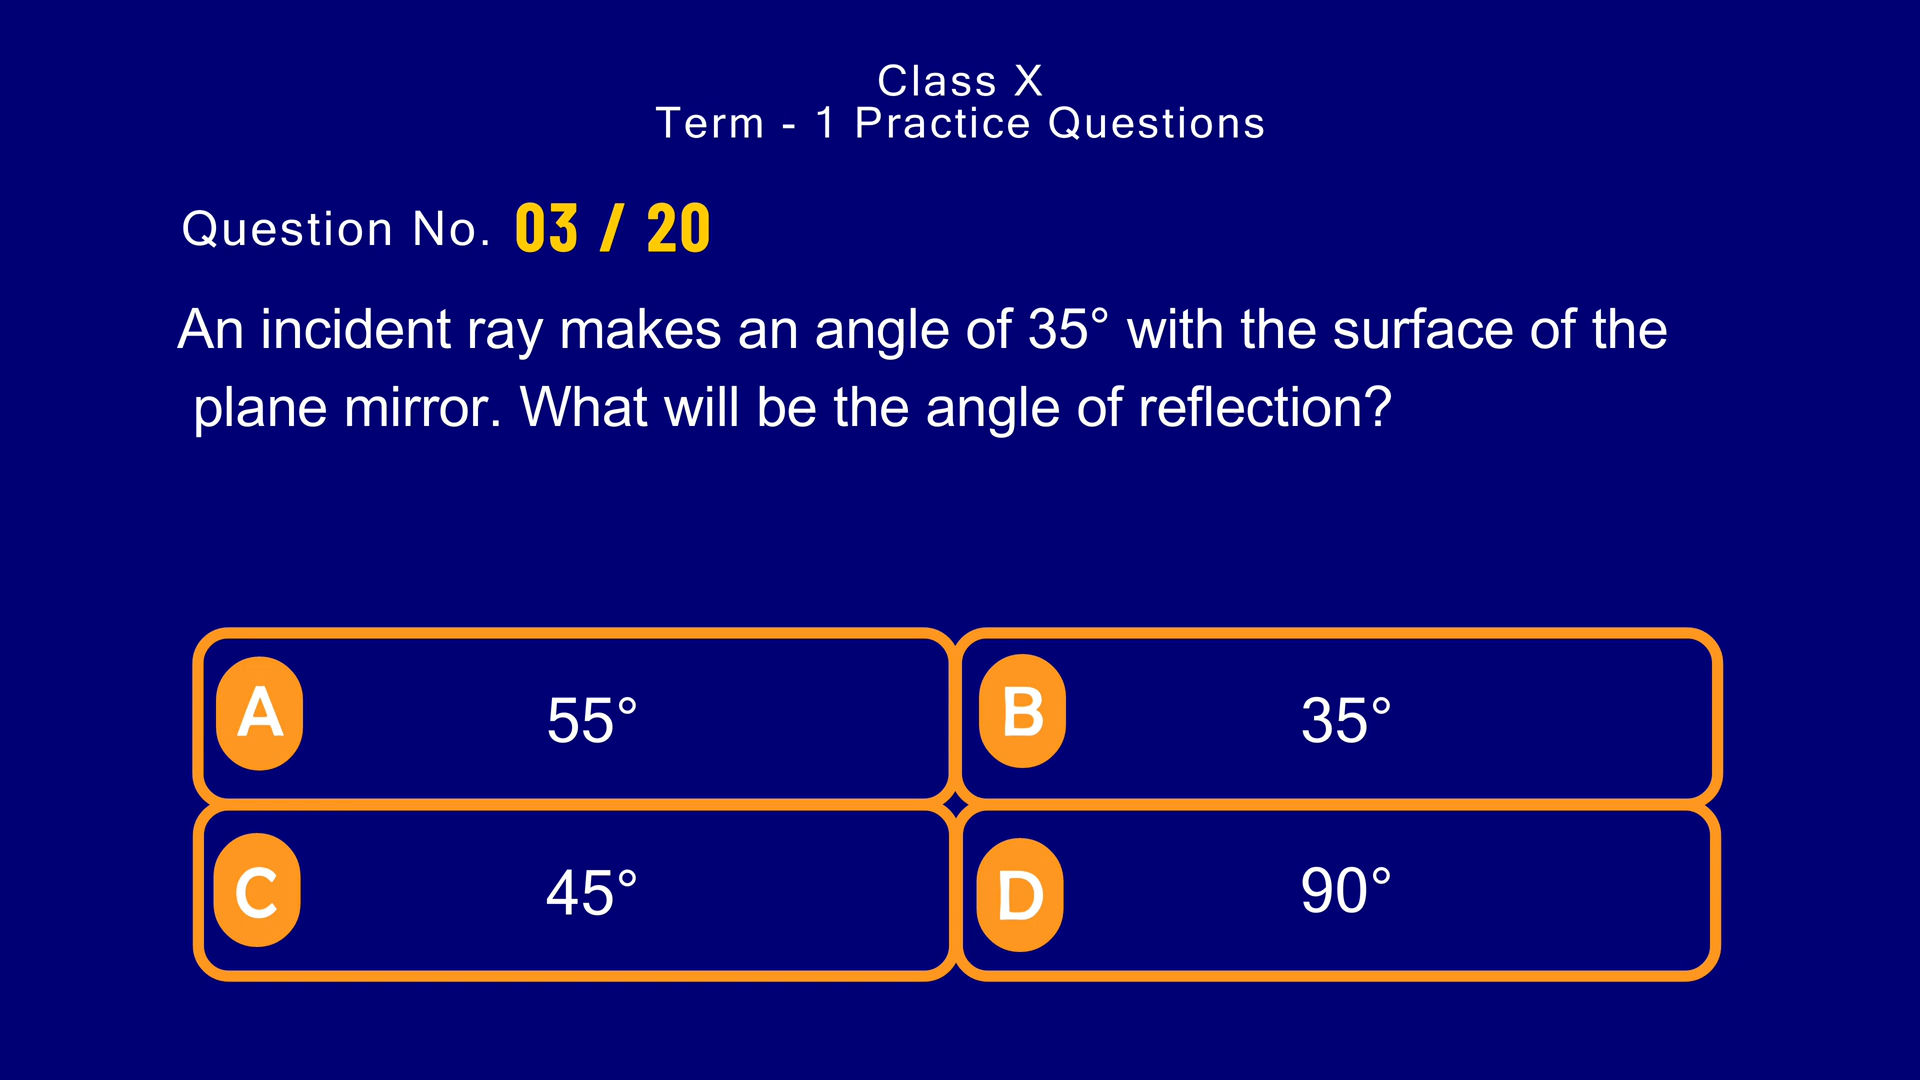 Class X
Term - 1 Practice Questions
Question No. 03 / 20
An incident ray makes an angle of 35° with the surface of the
plane mirror. What will be the angle of reflection?
A 55°
B 35°
C 45°
D 90°